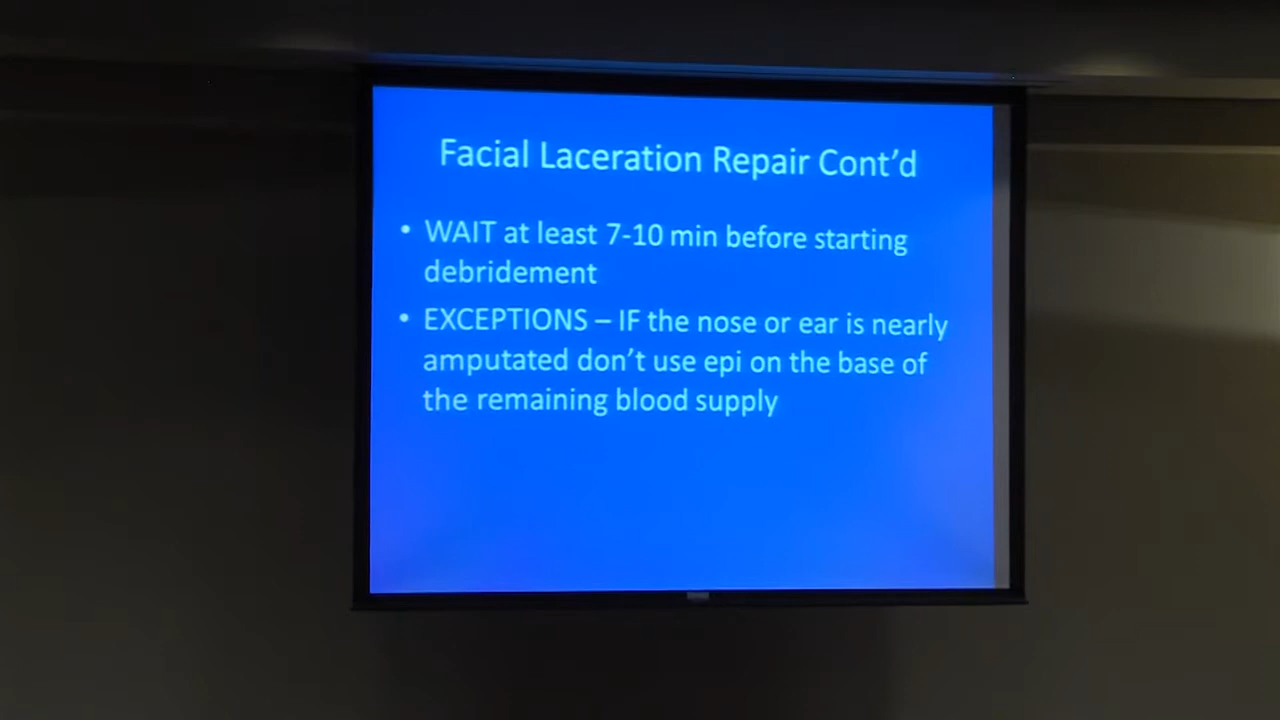 Facial Laceration Repair Cont’d
• WAIT at least 7-10 min before starting
debridement
• EXCEPTIONS – IF the nose or ear is nearly
amputated don’t use epi on the base of
the remaining blood supply